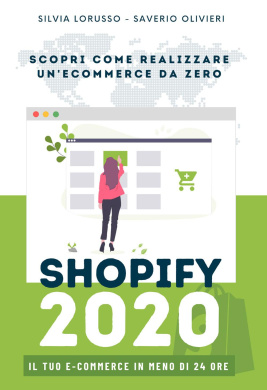 SILVIA LORUSSO - SAVERIO OLIVIERI
SCOPRI COME REALIZZARE
UN'ECOMMERCE DA ZERO
SHOPIFY
2020
IL TUO E-COMMERCE IN MENO DI 24 ORE